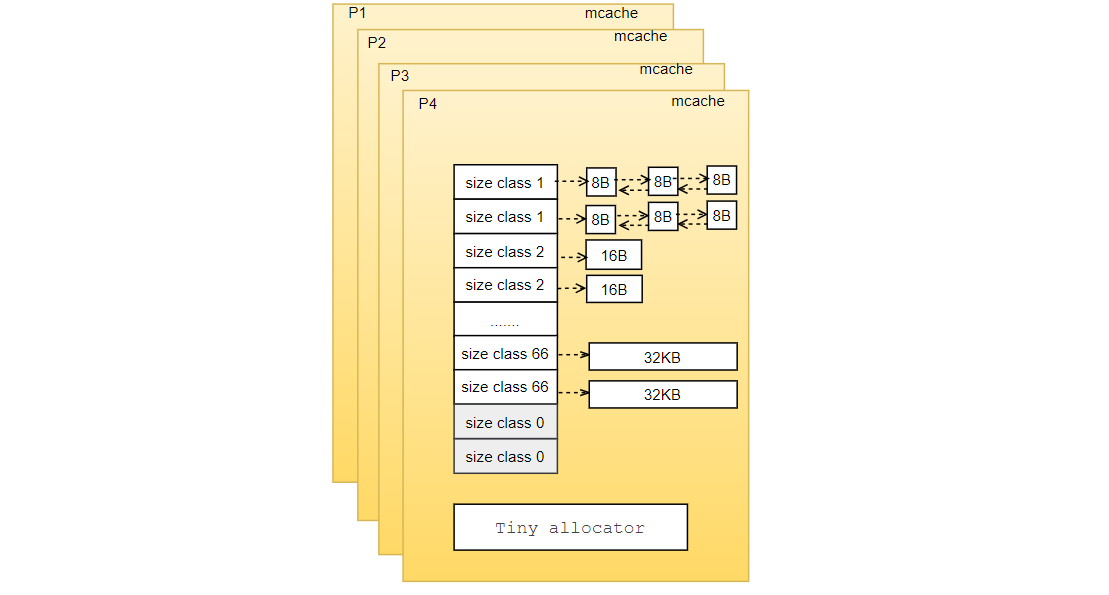 P1 mcache
P2 mcache
P3 mcache
P4 mcache
size class 1 8B 8B 8B
size class 1 8B 8B 8B
size class 2 16B
size class 2 16B
.......
size class 66 32KB
size class 66 32KB
size class 0
size class 0
Tiny allocator